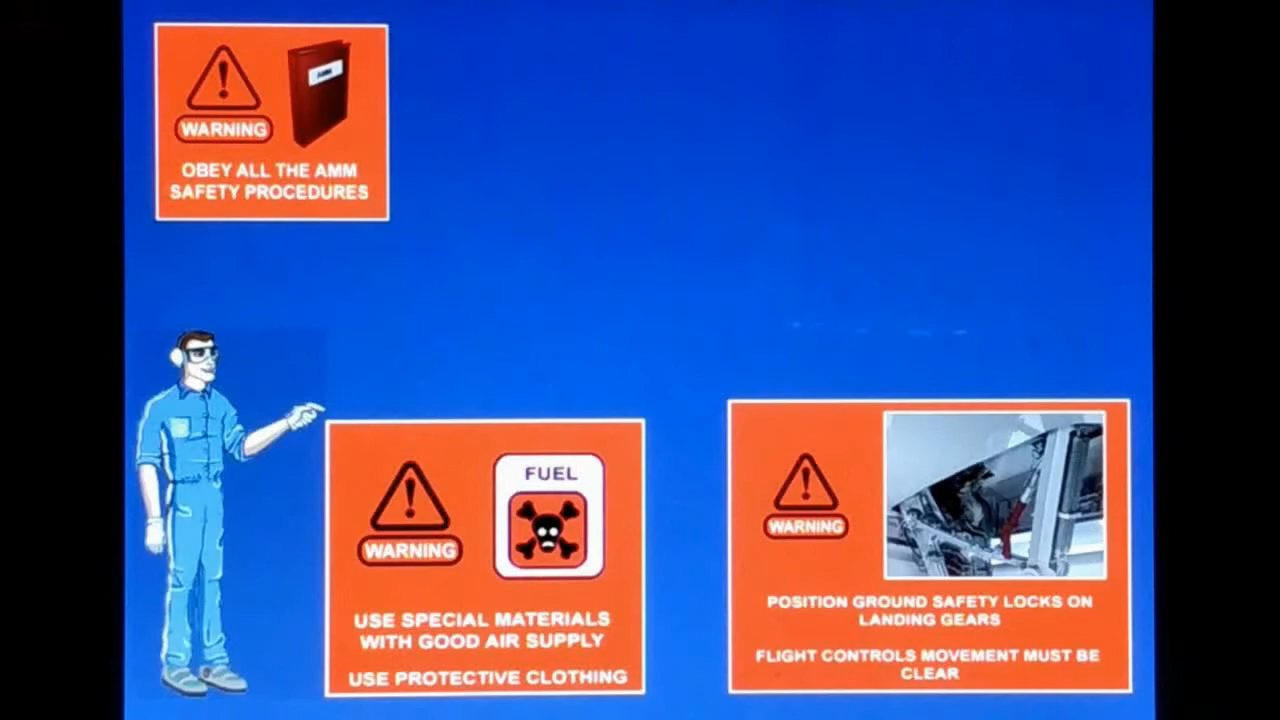 AMM
WARNING
OBEY ALL THE AMM
SAFETY PROCEDURES
FUEL
WARNING
USE SPECIAL MATERIALS
WITH GOOD AIR SUPPLY
USE PROTECTIVE CLOTHING
WARNING
POSITION GROUND SAFETY LOCKS ON
LANDING GEARS
FLIGHT CONTROLS MOVEMENT MUST BE
CLEAR